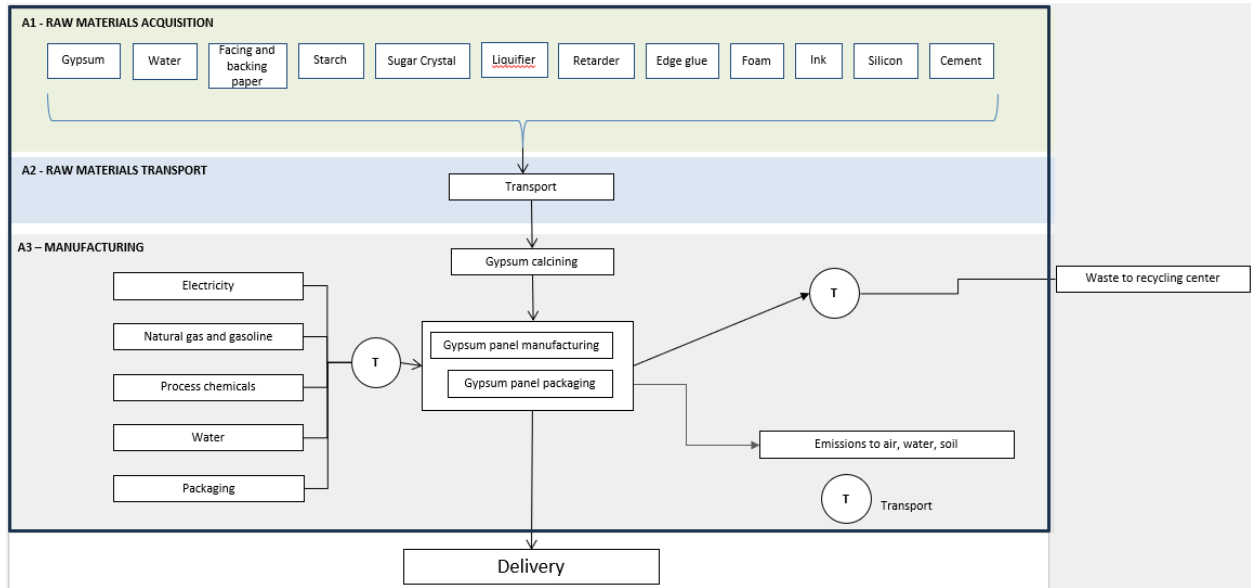 A1 - RAW MATERIALS ACQUISITION
Gypsum
Water
Facing and
backing
paper
Starch
Sugar Crystal
Liquifier
Retarder
Edge glue
Foam
Ink
Silicon
Cement
A2 - RAW MATERIALS TRANSPORT
Transport
A3 – MANUFACTURING
Gypsum calcining
Electricity
Natural gas and gasoline
Process chemicals
Water
Packaging
T
Gypsum panel manufacturing
Gypsum panel packaging
T
Waste to recycling center
Emissions to air, water, soil
T
Transport
Delivery